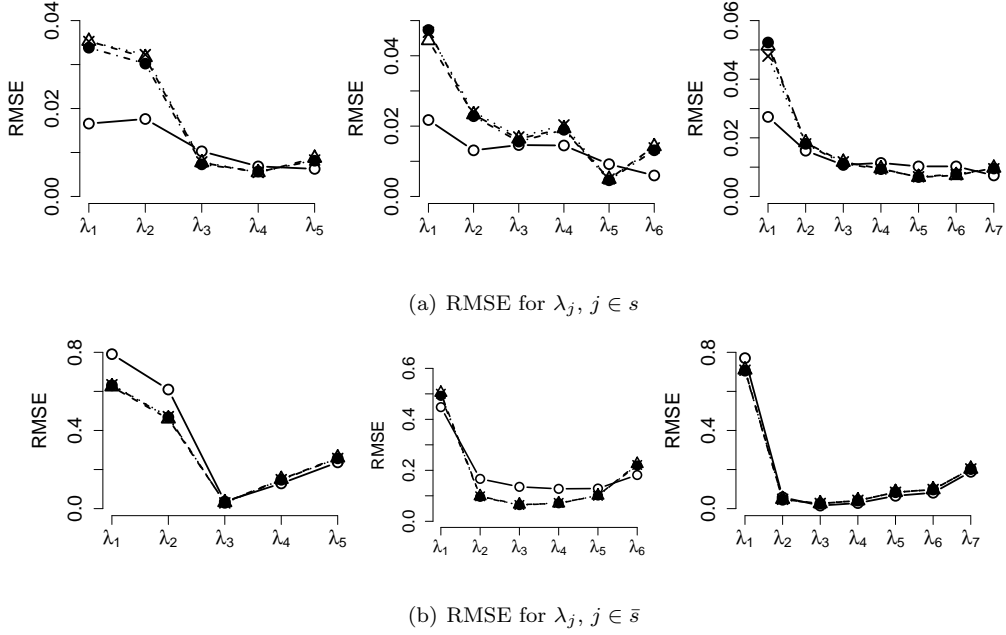 RMSE
0.00 0.02 0.04
λ1 λ2 λ3 λ4 λ5
RMSE
0.00 0.02 0.04
λ1 λ2 λ3 λ4 λ5 λ6
RMSE
0.00 0.02 0.04 0.06
λ1 λ2 λ3 λ4 λ5 λ6 λ7
(a) RMSE for λj, j ∈ s
RMSE
0.0 0.4 0.8
λ1 λ2 λ3 λ4 λ5
RMSE
0.0 0.2 0.4 0.6
λ1 λ2 λ3 λ4 λ5 λ6
RMSE
0.0 0.4 0.8
λ1 λ2 λ3 λ4 λ5 λ6 λ7
(b) RMSE for λj, j ∈ s̄